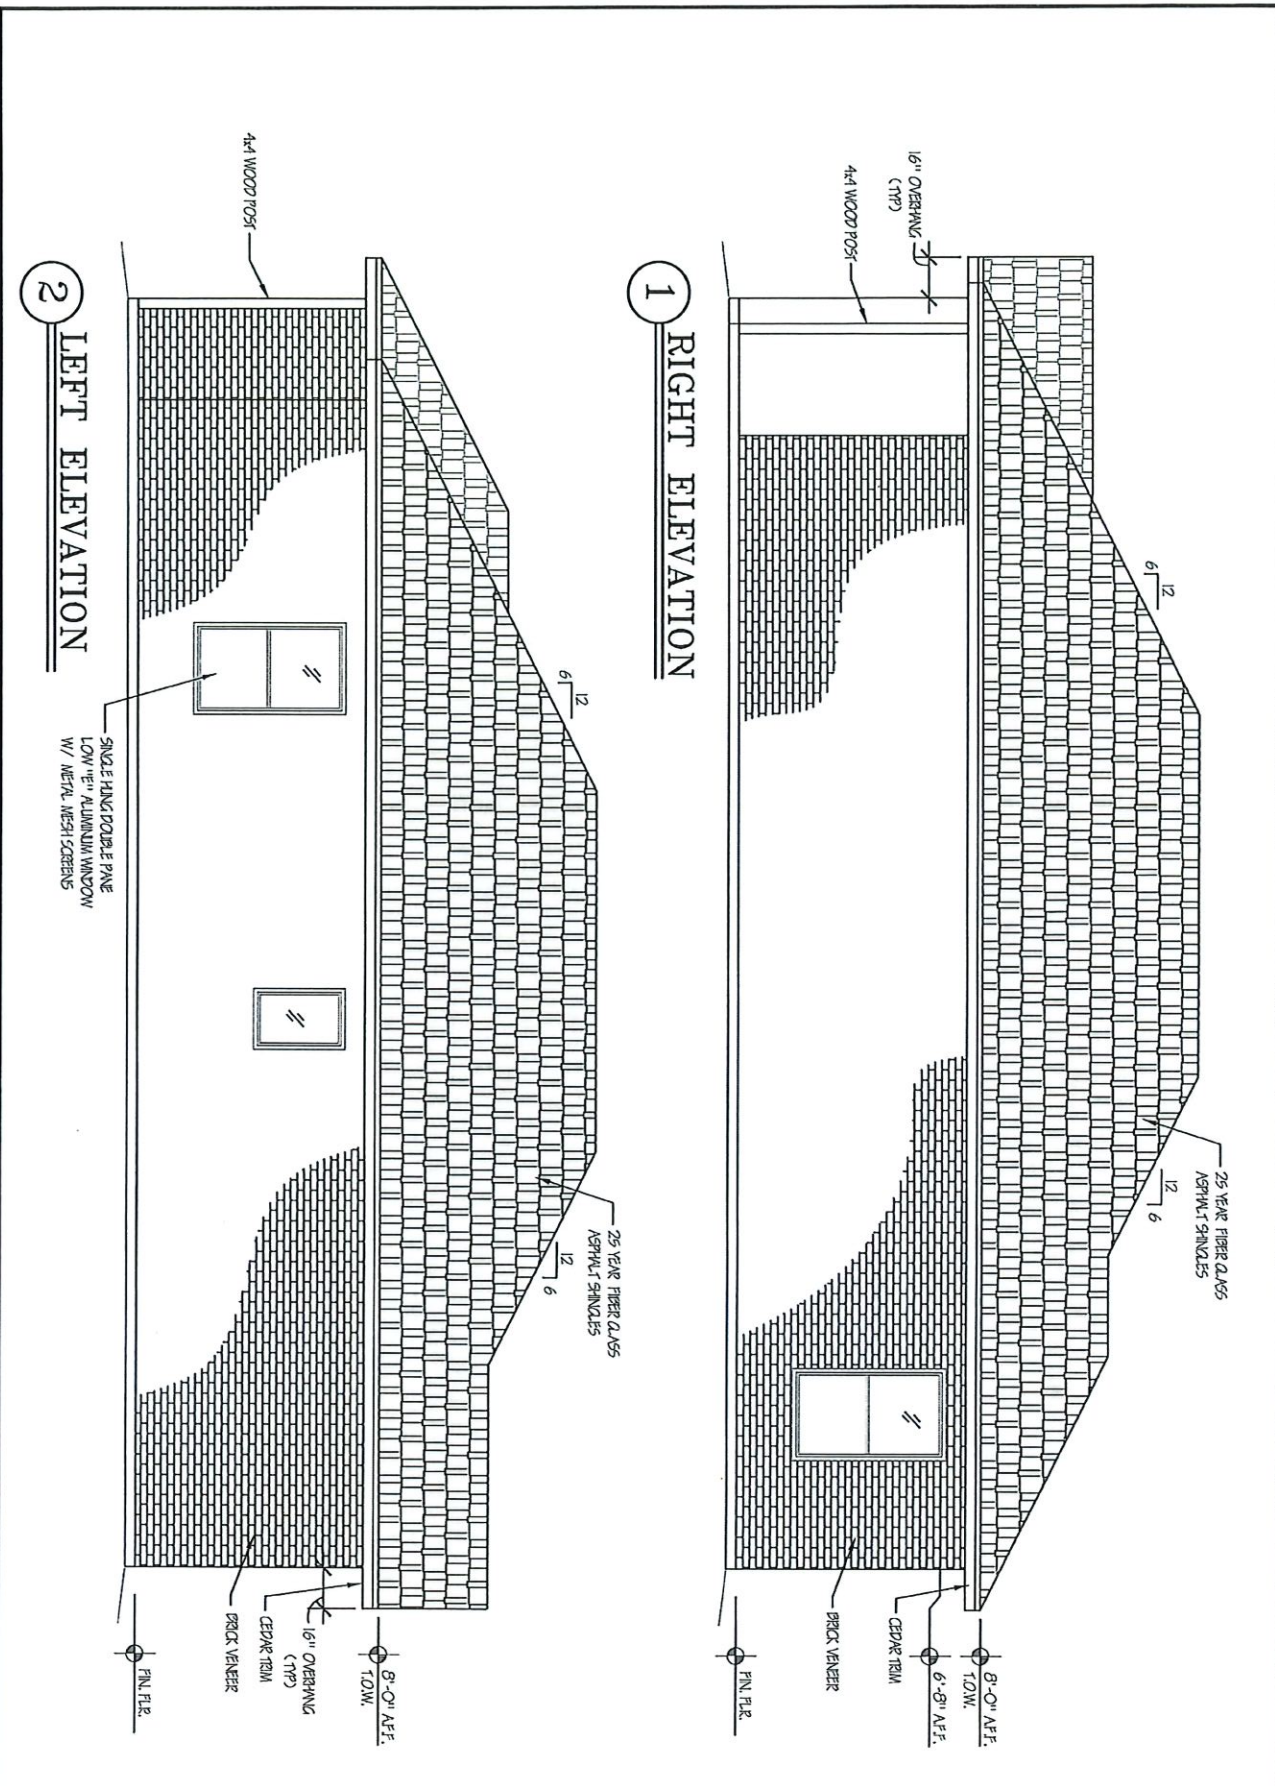 16" OVERHANG
(TYP)
4x4 WOOD POST
12
6
25 YEAR FIBER GLASS
ASPHALT SHINGLES
12
6
8'-0" A.F.F.
T.O.W.
6'-8" A.F.F.
CEDAR TRIM
BRICK VENEER
FIN. FLR.
1
RIGHT ELEVATION
4x4 WOOD POST
12
6
25 YEAR FIBER GLASS
ASPHALT SHINGLES
12
6
8'-0" A.F.F.
T.O.W.
16" OVERHANG
(TYP)
CEDAR TRIM
BRICK VENEER
FIN. FLR.
SINGLE HUNG DOUBLE PANE
LOW "E" ALUMINUM WINDOW
W/ METAL MESH SCREENS
2
LEFT ELEVATION